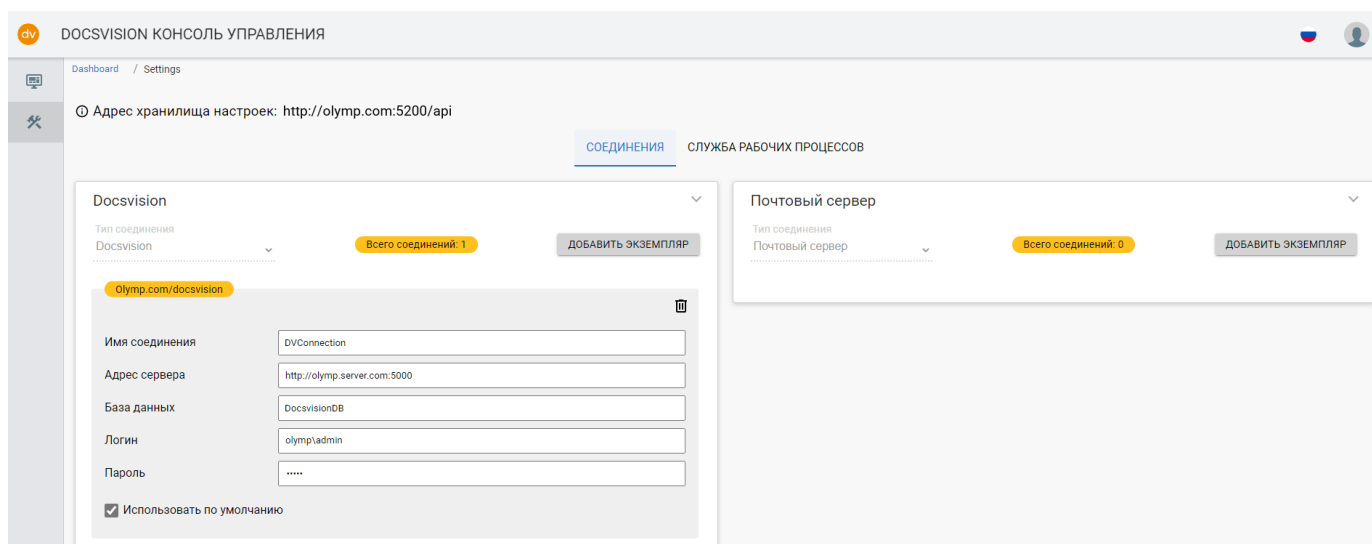 dv DOCSVISION КОНСОЛЬ УПРАВЛЕНИЯ
Dashboard / Settings
Адрес хранилища настроек: http://olymp.com:5200/api
СОЕДИНЕНИЯ СЛУЖБА РАБОЧИХ ПРОЦЕССОВ
Docsvision
Тип соединения
Docsvision
Всего соединений: 1
ДОБАВИТЬ ЭКЗЕМПЛЯР
Olymp.com/docsvision
Имя соединения DVConnection
Адрес сервера http://olymp.server.com:5000
База данных DocsvisionDB
Логин olymp\admin
Пароль •••••
Использовать по умолчанию
Почтовый сервер
Тип соединения
Почтовый сервер
Всего соединений: 0
ДОБАВИТЬ ЭКЗЕМПЛЯР